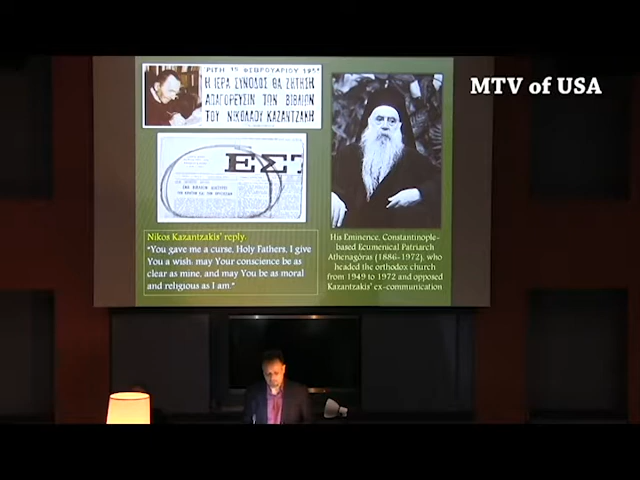 MTV of USA
ΡΙΤΗ 15 ΦΕΒΡΟΥΑΡΙΟΥ 195
Η ΙΕΡΑ ΣΥΝΟΔΟΣ ΘΑ ΖΗΤΗΣΗ
ΑΠΑΓΟΡΕΥΣΙΝ ΤΩΝ ΒΙΒΛΙΩΝ
ΤΟΥ ΝΙΚΟΛΑΟΥ ΚΑΖΑΝΤΖΑΚΗ
ΕΣΤ
Nikos Kazantzakis' reply:
"You gave me a curse, Holy Fathers, I give
You a wish: may Your conscience be as
clear as mine, and may You be as moral
and religious as I am."
His Eminence, Constantinople-
based Ecumenical Patriarch
Athenagóras (1886-1972), who
headed the orthodox church
from 1949 to 1972 and opposed
Kazantzakis' ex-communication